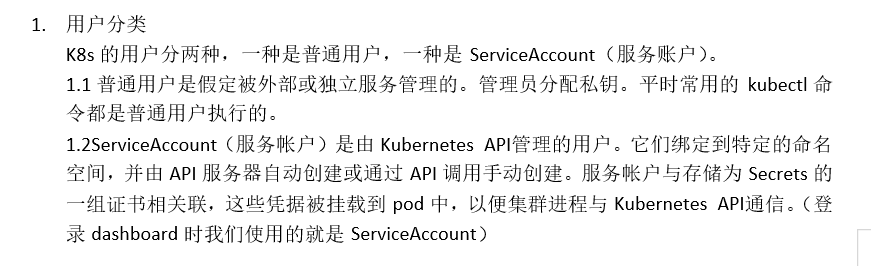 1. 用户分类
K8s 的用户分两种，一种是普通用户，一种是 ServiceAccount（服务账户）。
1.1 普通用户是假定被外部或独立服务管理的。管理员分配私钥。平时常用的 kubectl 命
令都是普通用户执行的。
1.2ServiceAccount（服务帐户）是由 Kubernetes API管理的用户。它们绑定到特定的命名
空间，并由 API 服务器自动创建或通过 API 调用手动创建。服务帐户与存储为 Secrets 的
一组证书相关联，这些凭据被挂载到 pod 中，以便集群进程与 Kubernetes API通信。（登
录 dashboard 时我们使用的就是 ServiceAccount）